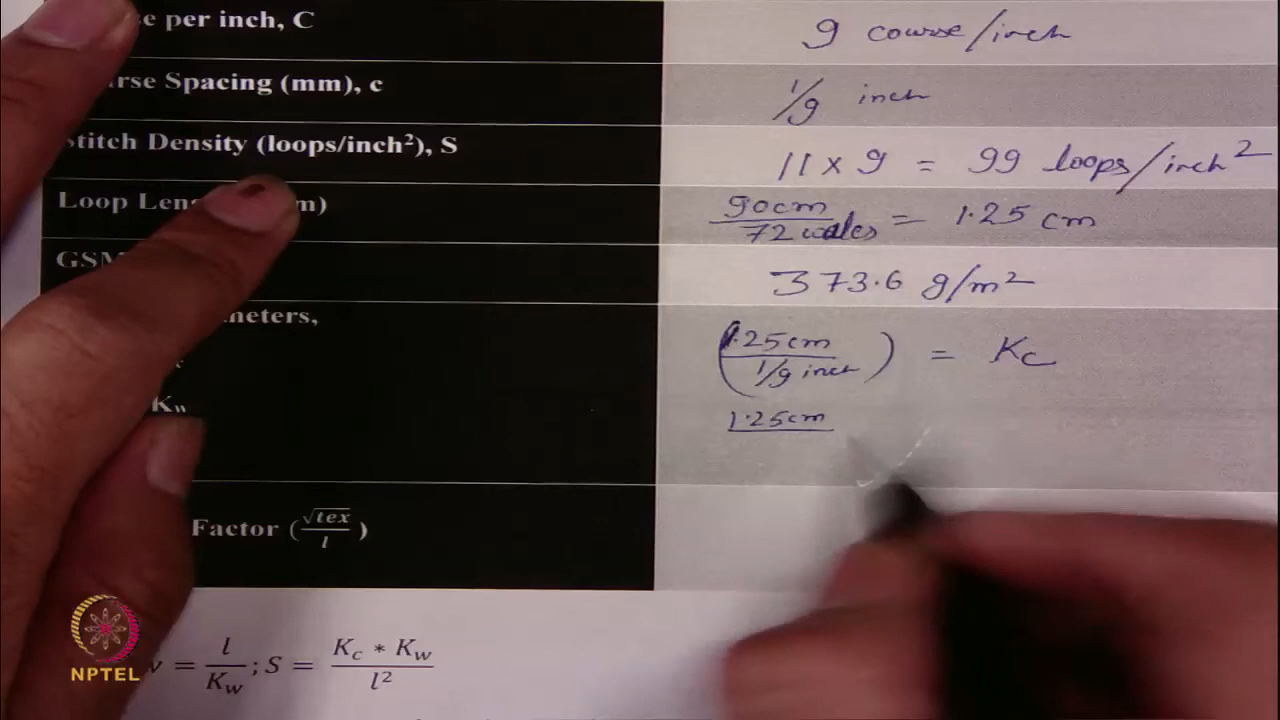 e per inch, C 9 course/inch
rse Spacing (mm), c 1/9 inch
titch Density (loops/inch²), S 11 x 9 = 99 loops/inch²
Loop Len m) 90cm / 72 wales = 1.25 cm
GSM 373.6 g/m²
meters,
(1.25cm / 1/9 inch) = Kc
Kw
1.25cm
Factor (√tex / l)
= l / Kw ; S = Kc * Kw / l²
NPTEL